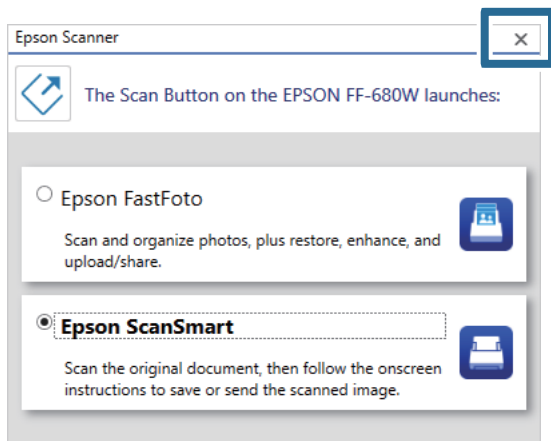 Epson Scanner
The Scan Button on the EPSON FF-680W launches:
Epson FastFoto
Scan and organize photos, plus restore, enhance, and
upload/share.
Epson ScanSmart
Scan the original document, then follow the onscreen
instructions to save or send the scanned image.